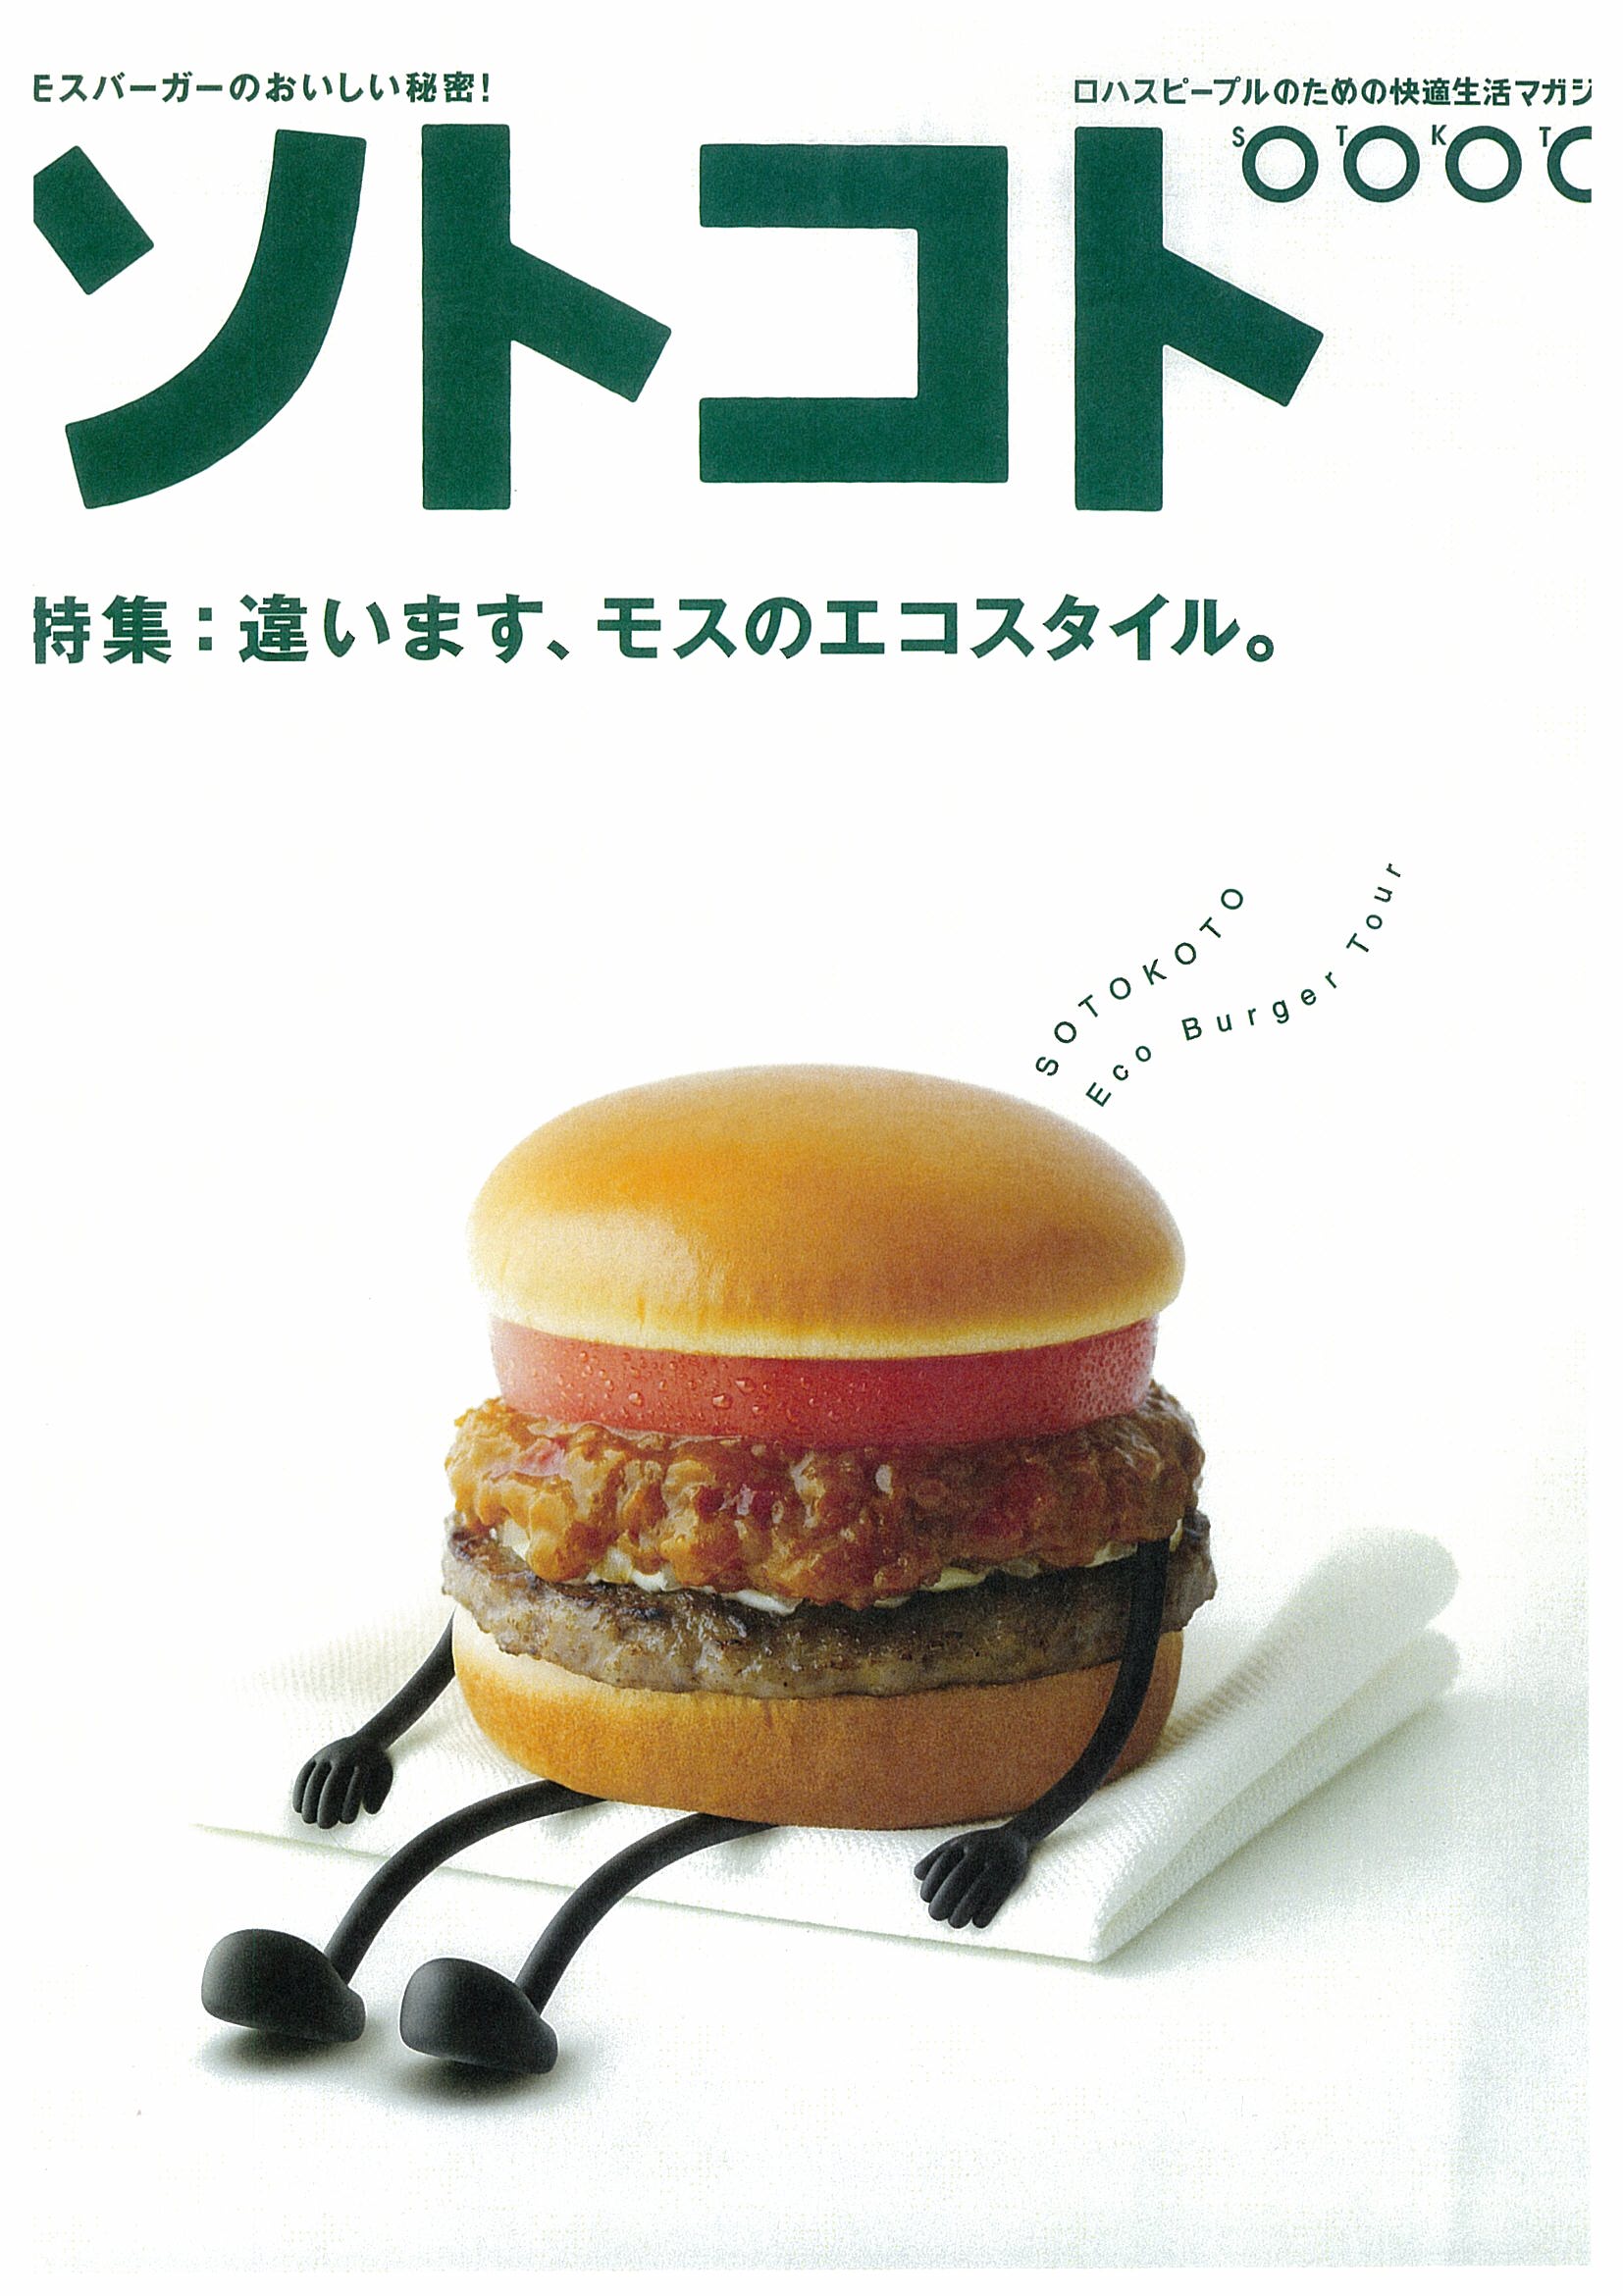 モスバーガーのおいしい秘密!
ロハスピープルのための快適生活マガジ
SOTOKOTO
ソトコト
特集：違います、モスのエコスタイル。
SOTOKOTO
Eco Burger Tour